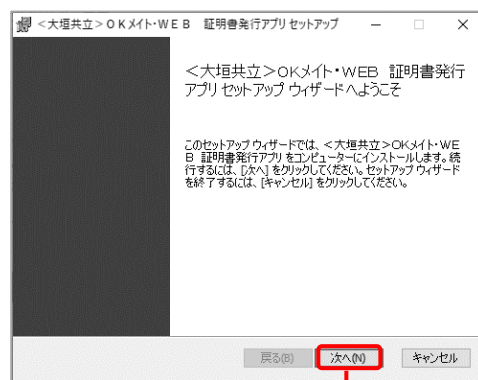 <大垣共立>OKメイト・WEB 証明書発行アプリ セットアップ
<大垣共立>OKメイト・WEB 証明書発行
アプリ セットアップ ウィザードへようこそ
このセットアップ ウィザードでは、<大垣共立>OKメイト・WE
B 証明書発行アプリ をコンピューターにインストールします。続
行するには、[次へ] をクリックしてください。セットアップ ウィザード
を終了するには、[キャンセル] をクリックしてください。
戻る(B) 次へ(N) キャンセル